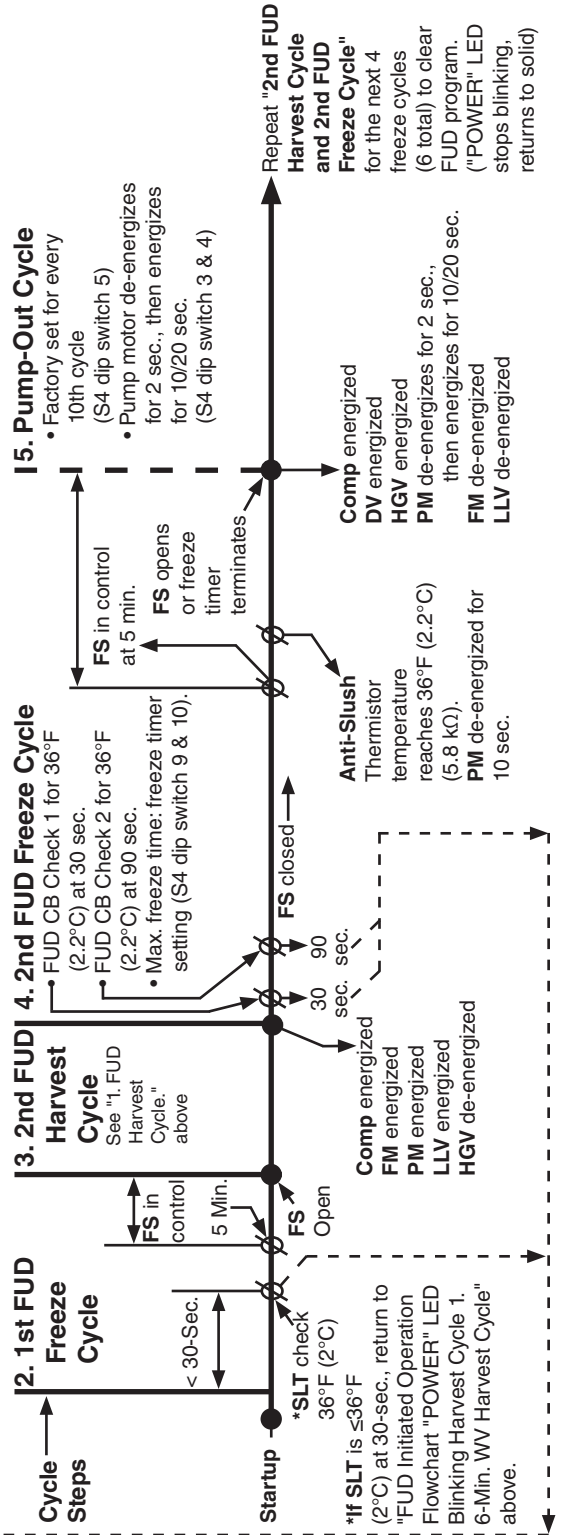 Cycle
Steps
2. 1st FUD
Freeze
Cycle
< 30-Sec.
FS in
control
5 Min.
3. 2nd FUD
Harvest
Cycle
See "1. FUD
Harvest
Cycle."
above
4. 2nd FUD Freeze Cycle
• FUD CB Check 1 for 36°F
(2.2°C) at 30 sec.
• FUD CB Check 2 for 36°F
(2.2°C) at 90 sec.
• Max. freeze time: freeze timer
setting (S4 dip switch 9 & 10).
FS in control
at 5 min.
FS opens
or freeze
timer
terminates
5. Pump-Out Cycle
• Factory set for every
10th cycle
(S4 dip switch 5)
• Pump motor de-energizes
for 2 sec., then energizes
for 10/20 sec.
(S4 dip switch 3 & 4)
Startup
*SLT check
36°F (2°C)
*If SLT is ≤36°F
(2°C) at 30-sec., return to
"FUD Initiated Operation
Flowchart "POWER" LED
Blinking Harvest Cycle 1.
6-Min. WV Harvest Cycle"
above.
FS
Open
30
sec.
90
sec.
FS closed
Comp energized
FM energized
PM energized
LLV energized
HGV de-energized
Anti-Slush
Thermistor
temperature
reaches 36°F (2.2°C)
(5.8 kΩ).
PM de-energized for
10 sec.
Comp energized
DV energized
HGV energized
PM de-energizes for 2 sec.,
then energizes for 10/20 sec.
FM de-energized
LLV de-energized
Repeat "2nd FUD
Harvest Cycle
and 2nd FUD
Freeze Cycle"
for the next 4
freeze cycles
(6 total) to clear
FUD program.
("POWER" LED
stops blinking,
returns to solid)